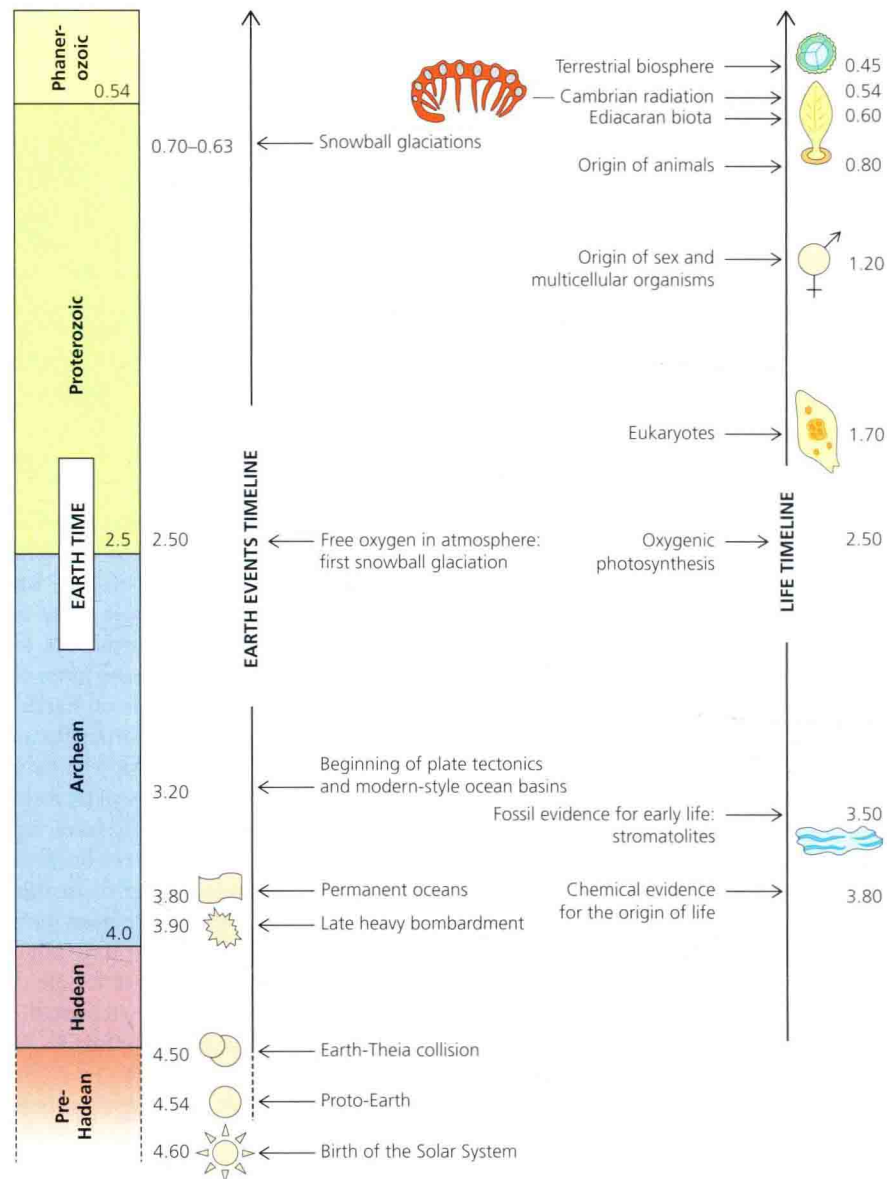 Phaner-
ozoic
0.54
Proterozoic
EARTH TIME
2.5
Archean
4.0
Hadean
Pre-
Hadean
EARTH EVENTS TIMELINE
0.70–0.63
Snowball glaciations
2.50
Free oxygen in atmosphere:
first snowball glaciation
3.20
Beginning of plate tectonics
and modern-style ocean basins
3.80
Permanent oceans
3.90
Late heavy bombardment
4.50
Earth-Theia collision
4.54
Proto-Earth
4.60
Birth of the Solar System
LIFE TIMELINE
Terrestrial biosphere
0.45
Cambrian radiation
0.54
Ediacaran biota
0.60
Origin of animals
0.80
Origin of sex and
multicellular organisms
1.20
Eukaryotes
1.70
Oxygenic
photosynthesis
2.50
Fossil evidence for early life:
stromatolites
3.50
Chemical evidence
for the origin of life
3.80